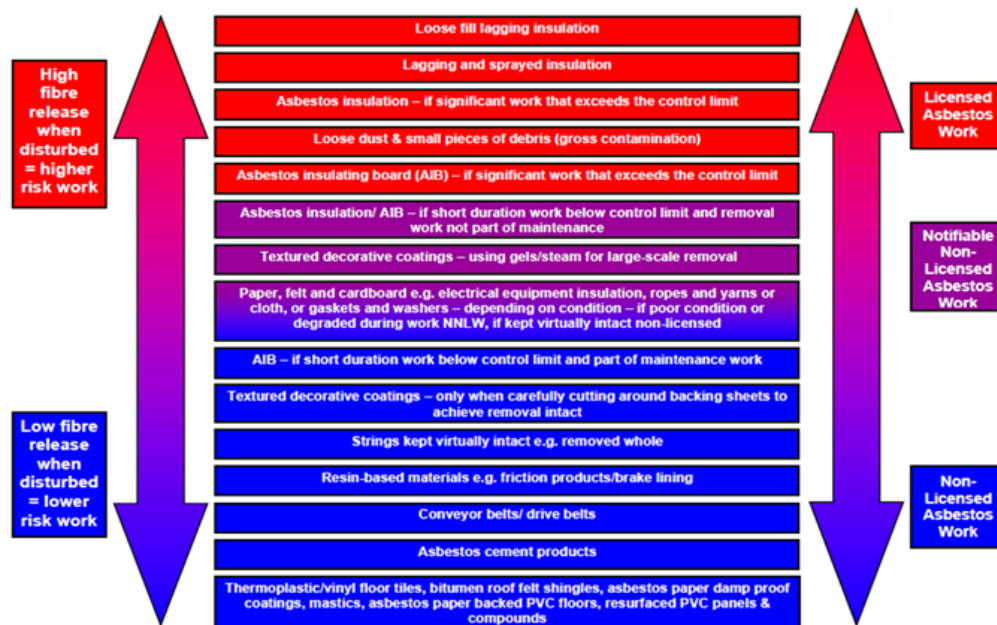 High
fibre
release
when
disturbed
= higher
risk work
Low fibre
release
when
disturbed
= lower
risk work
Loose fill lagging insulation
Lagging and sprayed insulation
Asbestos insulation – if significant work that exceeds the control limit
Loose dust & small pieces of debris (gross contamination)
Asbestos insulating board (AIB) – if significant work that exceeds the control limit
Asbestos insulation/ AIB – if short duration work below control limit and removal
work not part of maintenance
Textured decorative coatings – using gels/steam for large-scale removal
Paper, felt and cardboard e.g. electrical equipment insulation, ropes and yarns or
cloth, or gaskets and washers – depending on condition – if poor condition or
degraded during work NNLW, if kept virtually intact non-licensed
AIB – if short duration work below control limit and part of maintenance work
Textured decorative coatings – only when carefully cutting around backing sheets to
achieve removal intact
Strings kept virtually intact e.g. removed whole
Resin-based materials e.g. friction products/brake lining
Conveyor belts/ drive belts
Asbestos cement products
Thermoplastic/vinyl floor tiles, bitumen roof felt shingles, asbestos paper damp proof
coatings, mastics, asbestos paper backed PVC floors, resurfaced PVC panels &
compounds
Licensed
Asbestos
Work
Notifiable
Non-
Licensed
Asbestos
Work
Non-
Licensed
Asbestos
Work